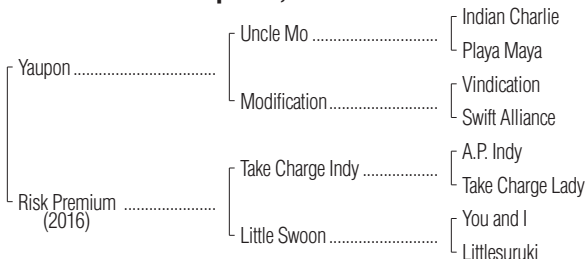 Indian Charlie
Uncle Mo ..............................
Playa Maya
Yaupon ..................................
Vindication
Modification..........................
Swift Alliance
A.P. Indy
Take Charge Indy ..................
Take Charge Lady
Risk Premium ......................
(2016)
You and I
Little Swoon ..........................
Littlesuruki